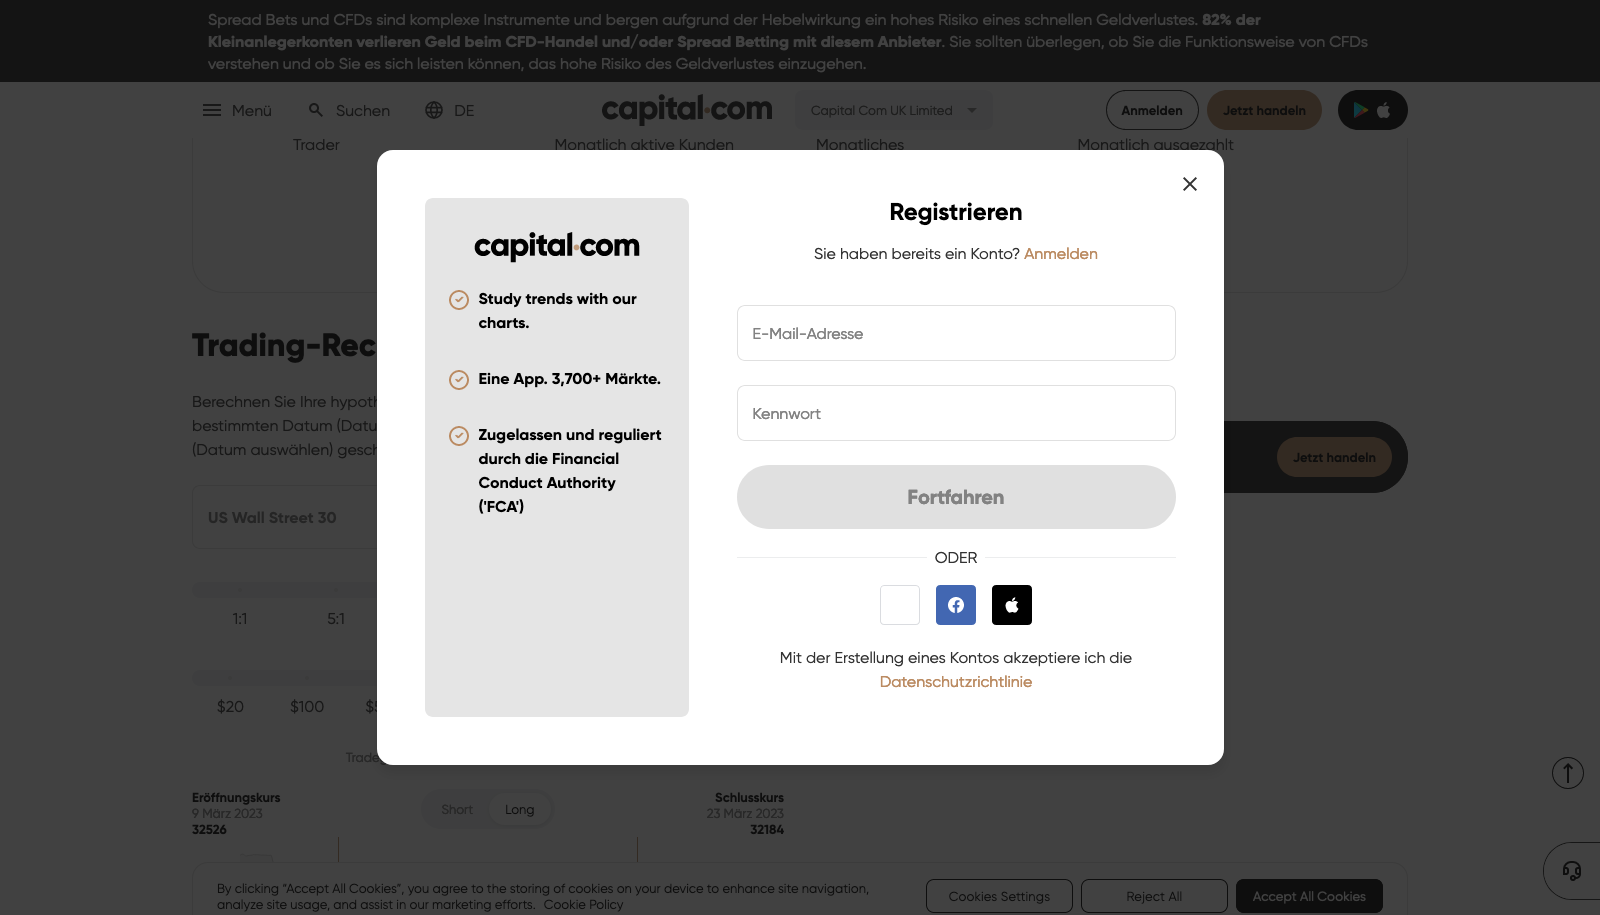 Spread Bets und CFDs sind komplexe Instrumente und bergen aufgrund der Hebelwirkung ein hohes Risiko eines schnellen Geldverlustes. 82% der
Kleinanlegerkonten verlieren Geld beim CFD-Handel und/oder Spread Betting mit diesem Anbieter. Sie sollten überlegen, ob Sie die Funktionsweise von CFDs
verstehen und ob Sie es sich leisten können, das hohe Risiko des Geldverlustes einzugehen.
Menü Suchen DE capital.com Capital Com UK Limited Anmelden Jetzt handeln
Trader Monatlich aktive Kunden Monatliches Monatlich ausgezahlt
capital.com
Study trends with our
charts.
Eine App. 3,700+ Märkte.
Zugelassen und reguliert
durch die Financial
Conduct Authority
('FCA')
Registrieren
Sie haben bereits ein Konto? Anmelden
E-Mail-Adresse
Kennwort
Fortfahren
ODER
Mit der Erstellung eines Kontos akzeptiere ich die
Datenschutzrichtlinie
Berechnen Sie Ihre
bestimmten Datum
(Datum auswählen)
Jetzt handeln
US Wall Street 30
1:1 5:1
$20 $100
Eröffnungskurs
9 März 2023
32526
Short Long
Schlusskurs
23 März 2023
32184
By clicking “Accept All Cookies”, you agree to the storing of cookies on your device to enhance site navigation,
analyze site usage, and assist in our marketing efforts. Cookie Policy
Cookies Settings Reject All Accept All Cookies